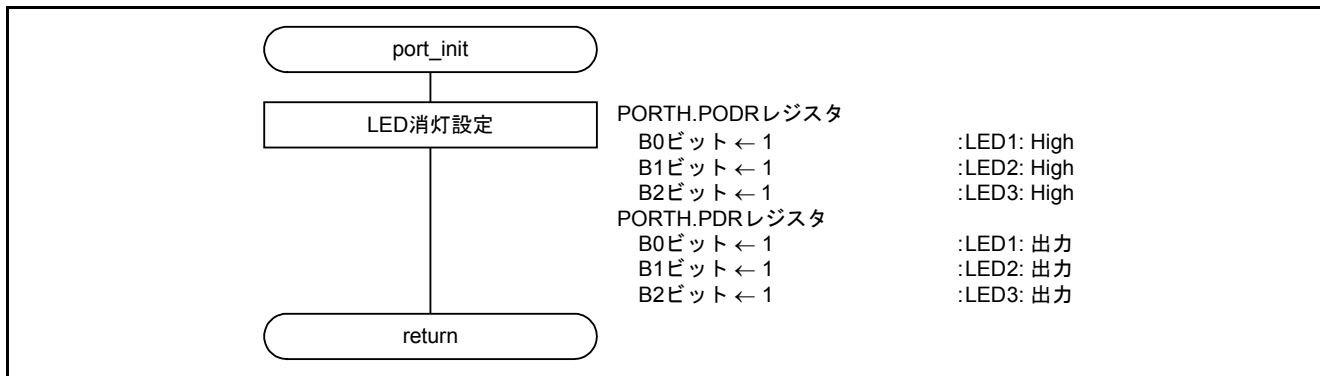 port_init
LED消灯設定
PORTH.PODRレジスタ
B0ビット ← 1 :LED1: High
B1ビット ← 1 :LED2: High
B2ビット ← 1 :LED3: High
PORTH.PDRレジスタ
B0ビット ← 1 :LED1: 出力
B1ビット ← 1 :LED2: 出力
B2ビット ← 1 :LED3: 出力
return